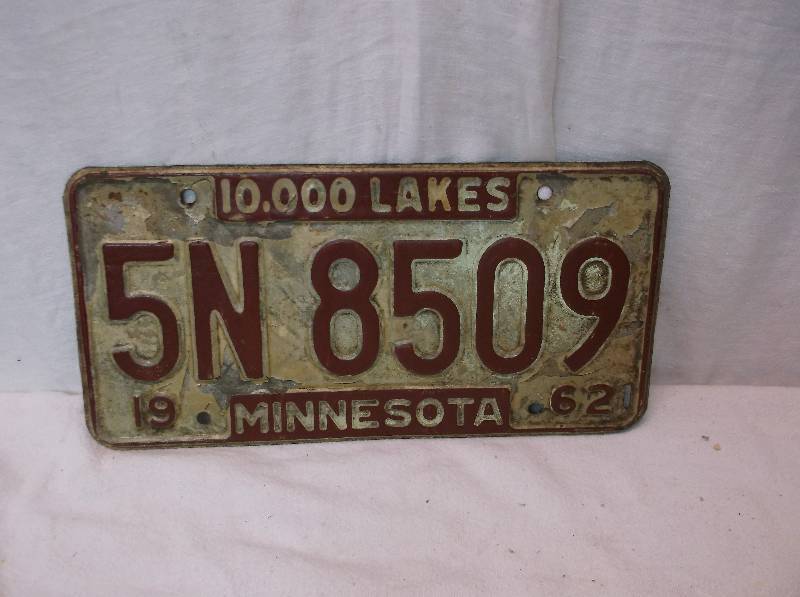 10.000 LAKES
5N 8509
19 MINNESOTA 62